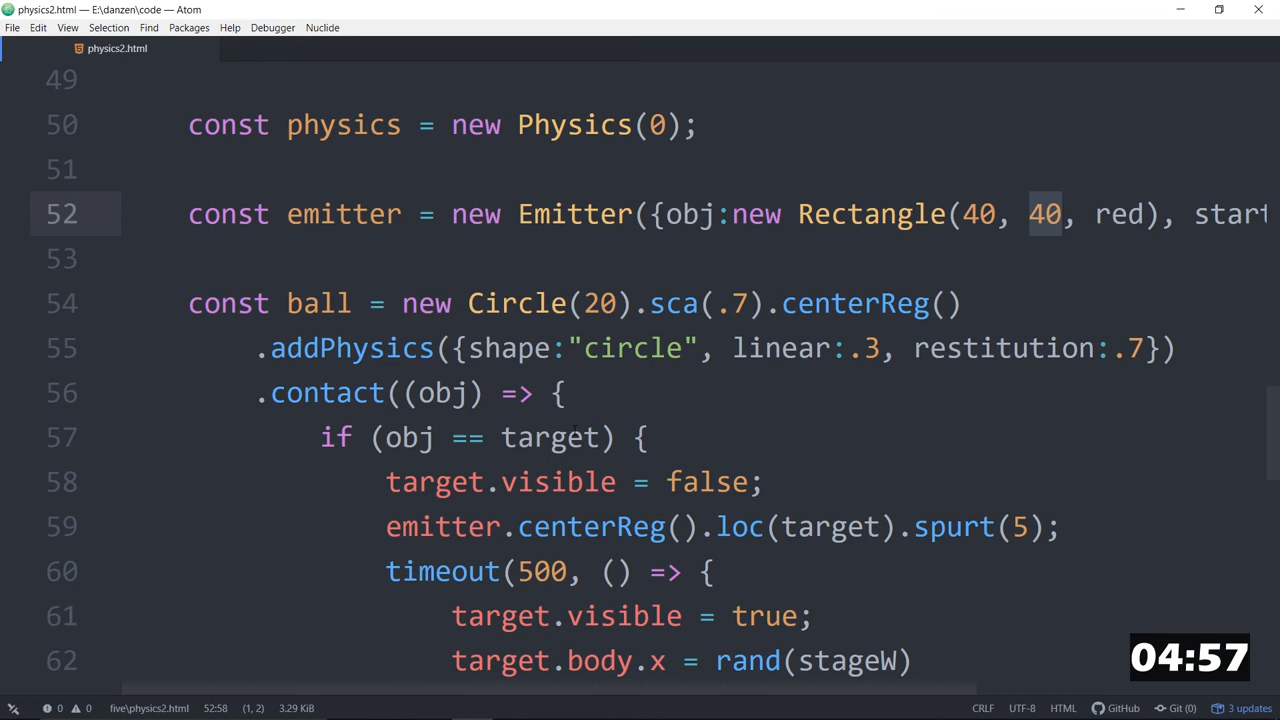 physics2.html — E:\danzen\code — Atom
File Edit View Selection Find Packages Help Debugger Nuclide
physics2.html
49
50 const physics = new Physics(0);
51
52 const emitter = new Emitter({obj:new Rectangle(40, 40, red), start
53
54 const ball = new Circle(20).sca(.7).centerReg()
55 .addPhysics({shape:"circle", linear:.3, restitution:.7})
56 .contact((obj) => {
57 if (obj == target) {
58 target.visible = false;
59 emitter.centerReg().loc(target).spurt(5);
60 timeout(500, () => {
61 target.visible = true;
62 target.body.x = rand(stageW)
04:57
0 0 five\physics2.html 52:58 (1, 2) 3.29 KiB CRLF UTF-8 HTML GitHub Git (0) 3 updates